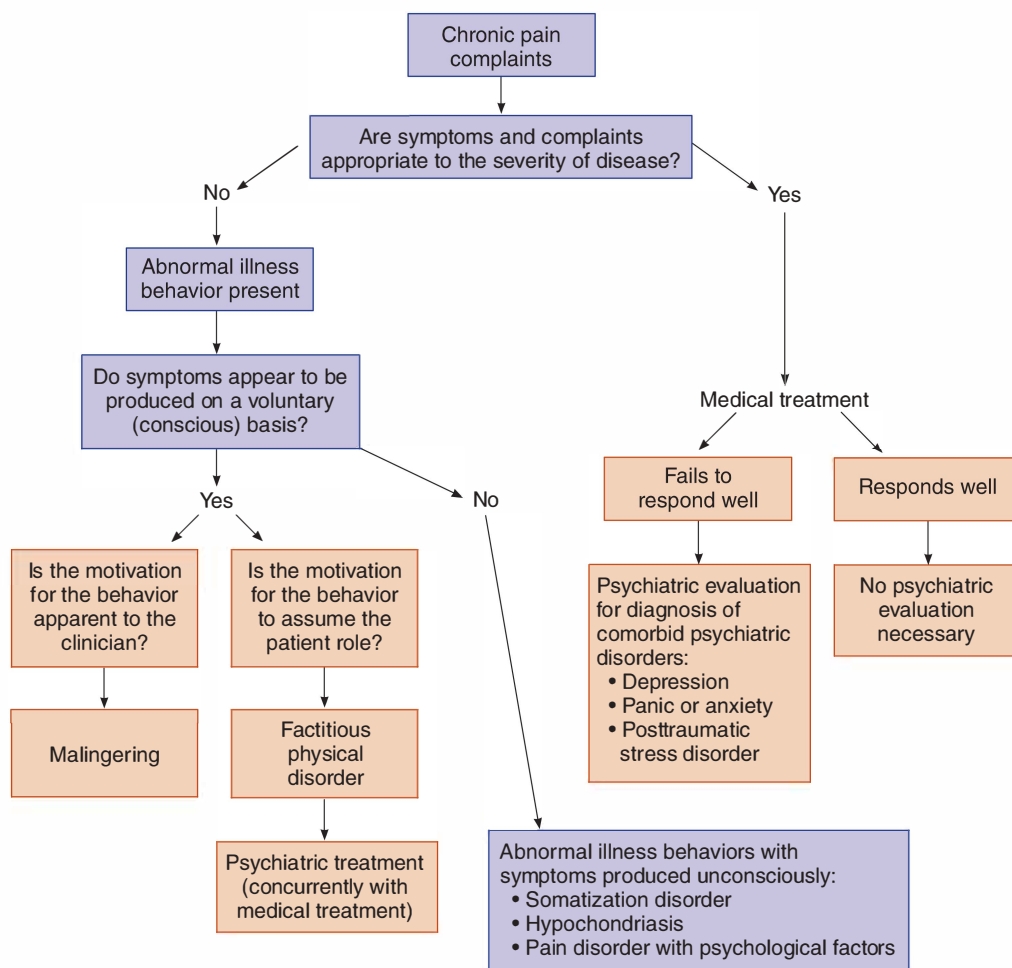 Chronic pain
complaints
Are symptoms and complaints
appropriate to the severity of disease?
No
Yes
Abnormal illness
behavior present
Do symptoms appear to be
produced on a voluntary
(conscious) basis?
Yes
No
Is the motivation
for the behavior
apparent to the
clinician?
Is the motivation
for the behavior
to assume the
patient role?
Malingering
Factitious
physical
disorder
Psychiatric treatment
(concurrently with
medical treatment)
Abnormal illness behaviors with
symptoms produced unconsciously:
• Somatization disorder
• Hypochondriasis
• Pain disorder with psychological factors
Medical treatment
Fails to
respond well
Responds well
Psychiatric evaluation
for diagnosis of
comorbid psychiatric
disorders:
• Depression
• Panic or anxiety
• Posttraumatic
stress disorder
No psychiatric
evaluation
necessary